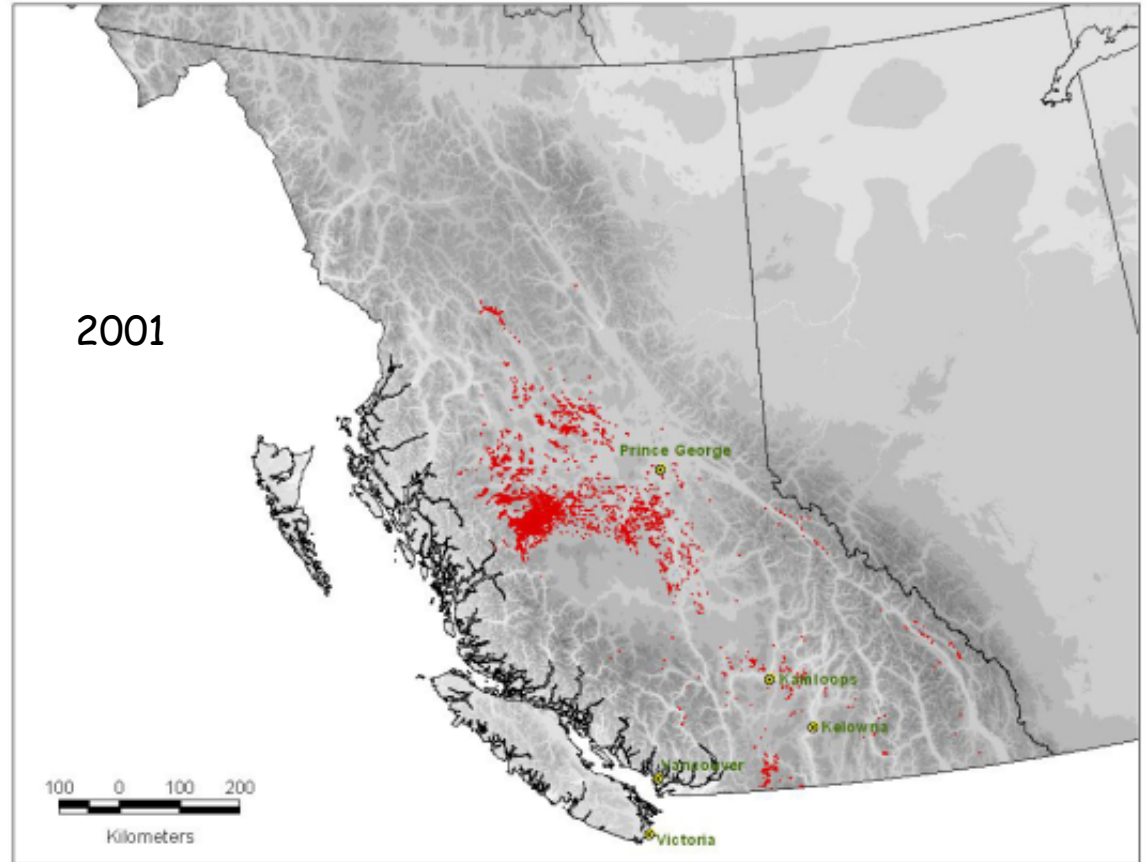 2001
Prince George
Kamloops
Kelowna
Vancouver
Victoria
100 0 100 200
Kilometers